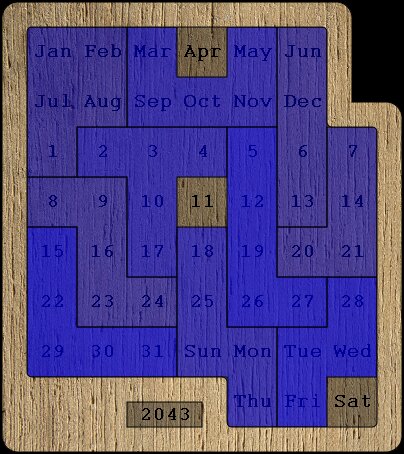 Jan Feb Mar Apr May Jun
Jul Aug Sep Oct Nov Dec
1 2 3 4 5 6 7
8 9 10 11 12 13 14
15 16 17 18 19 20 21
22 23 24 25 26 27 28
29 30 31 Sun Mon Tue Wed
Thu Fri Sat
2043